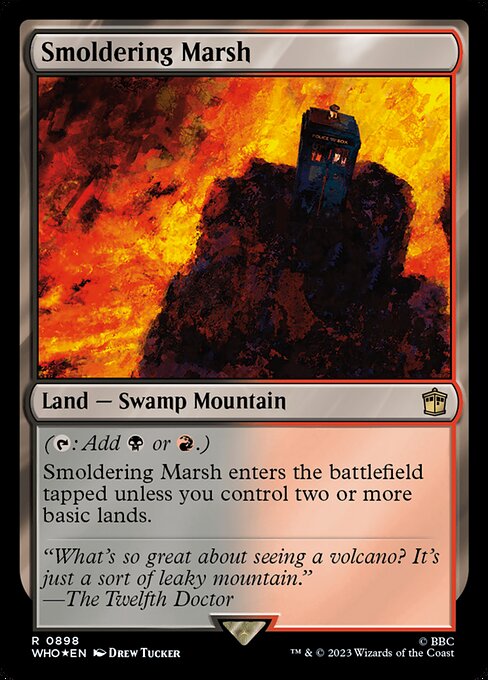 Smoldering Marsh
POLICE BOX
Land — Swamp Mountain
(: Add or .)
Smoldering Marsh enters the battlefield
tapped unless you control two or more
basic lands.
“What’s so great about seeing a volcano? It’s
just a sort of leaky mountain.”
—The Twelfth Doctor
R 0898
WHO★EN Drew Tucker
© BBC
™ & © 2023 Wizards of the Coast